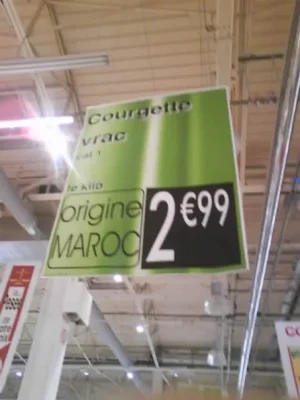 Courgette
vrac
cat 1
le Kilo
origine
MAROC
2€99